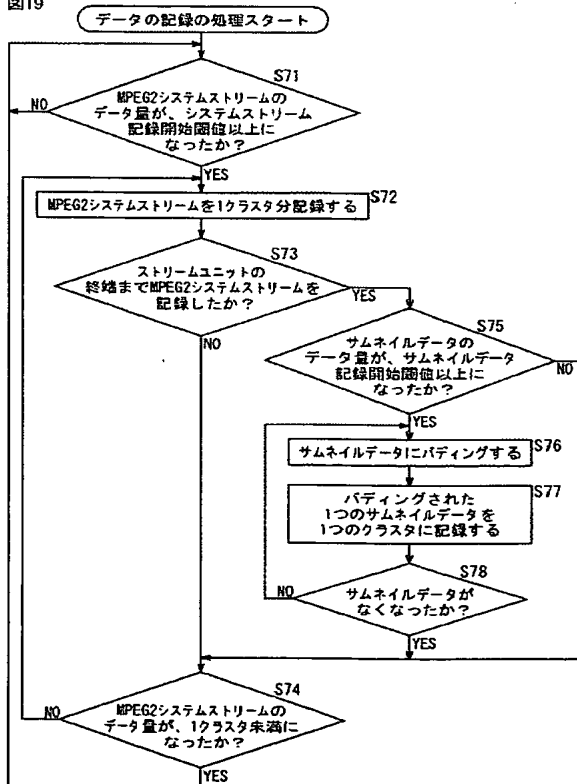 図19
データの記録の処理スタート
S71
MPEG2システムストリームの
データ量が、システムストリーム
記録開始閾値以上に
なったか？
NO
YES
S72
MPEG2システムストリームを1クラスタ分記録する
S73
ストリームユニットの
終端までMPEG2システムストリームを
記録したか？
YES
NO
S75
サムネイルデータの
データ量が、サムネイルデータ
記録開始閾値以上に
なったか？
NO
YES
S76
サムネイルデータにパディングする
S77
パディングされた
1つのサムネイルデータを
1つのクラスタに記録する
S78
サムネイルデータが
なくなったか？
NO
YES
S74
MPEG2システムストリームの
データ量が、1クラスタ未満に
なったか？
NO
YES